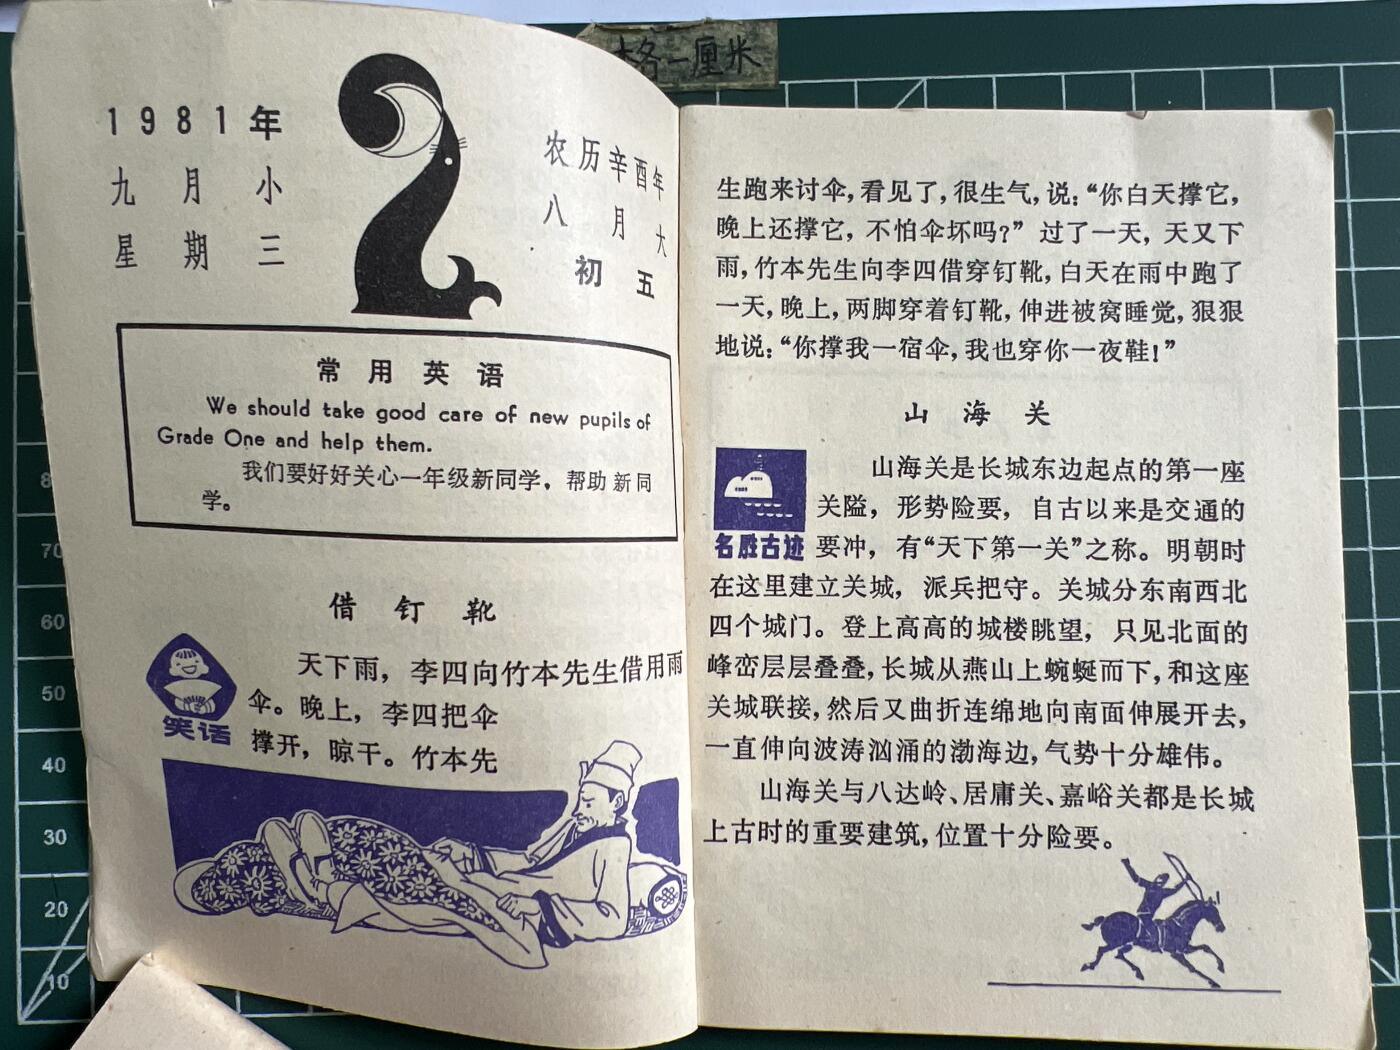 格一厘米
1981年
九月小
星期三
2
农历辛酉年
八月大
初五
常用英语
We should take good care of new pupils of
Grade One and help them.
我们要好好关心一年级新同学，帮助新同
学。
借钉靴
天下雨，李四向竹本先生借用雨
伞。晚上，李四把伞
撑开，晾干。竹本先
笑话
生跑来讨伞，看见了，很生气，说：“你白天撑它，
晚上还撑它，不怕伞坏吗？”过了一天，天又下
雨，竹本先生向李四借穿钉靴，白天在雨中跑了
一天，晚上，两脚穿着钉靴，伸进被窝睡觉，狠狠
地说：“你撑我一宿伞，我也穿你一夜鞋！”
山海关
名胜古迹
山海关是长城东边起点的第一座
关隘，形势险要，自古以来是交通的
要冲，有“天下第一关”之称。明朝时
在这里建立关城，派兵把守。关城分东南西北
四个城门。登上高高的城楼眺望，只见北面的
峰峦层层叠叠，长城从燕山上蜿蜒而下，和这座
关城联接，然后又曲折连绵地向南面伸展开去，
一直伸向波涛汹涌的渤海边，气势十分雄伟。
山海关与八达岭、居庸关、嘉峪关都是长城
上古时的重要建筑，位置十分险要。
70
60
50
40
30
20
10